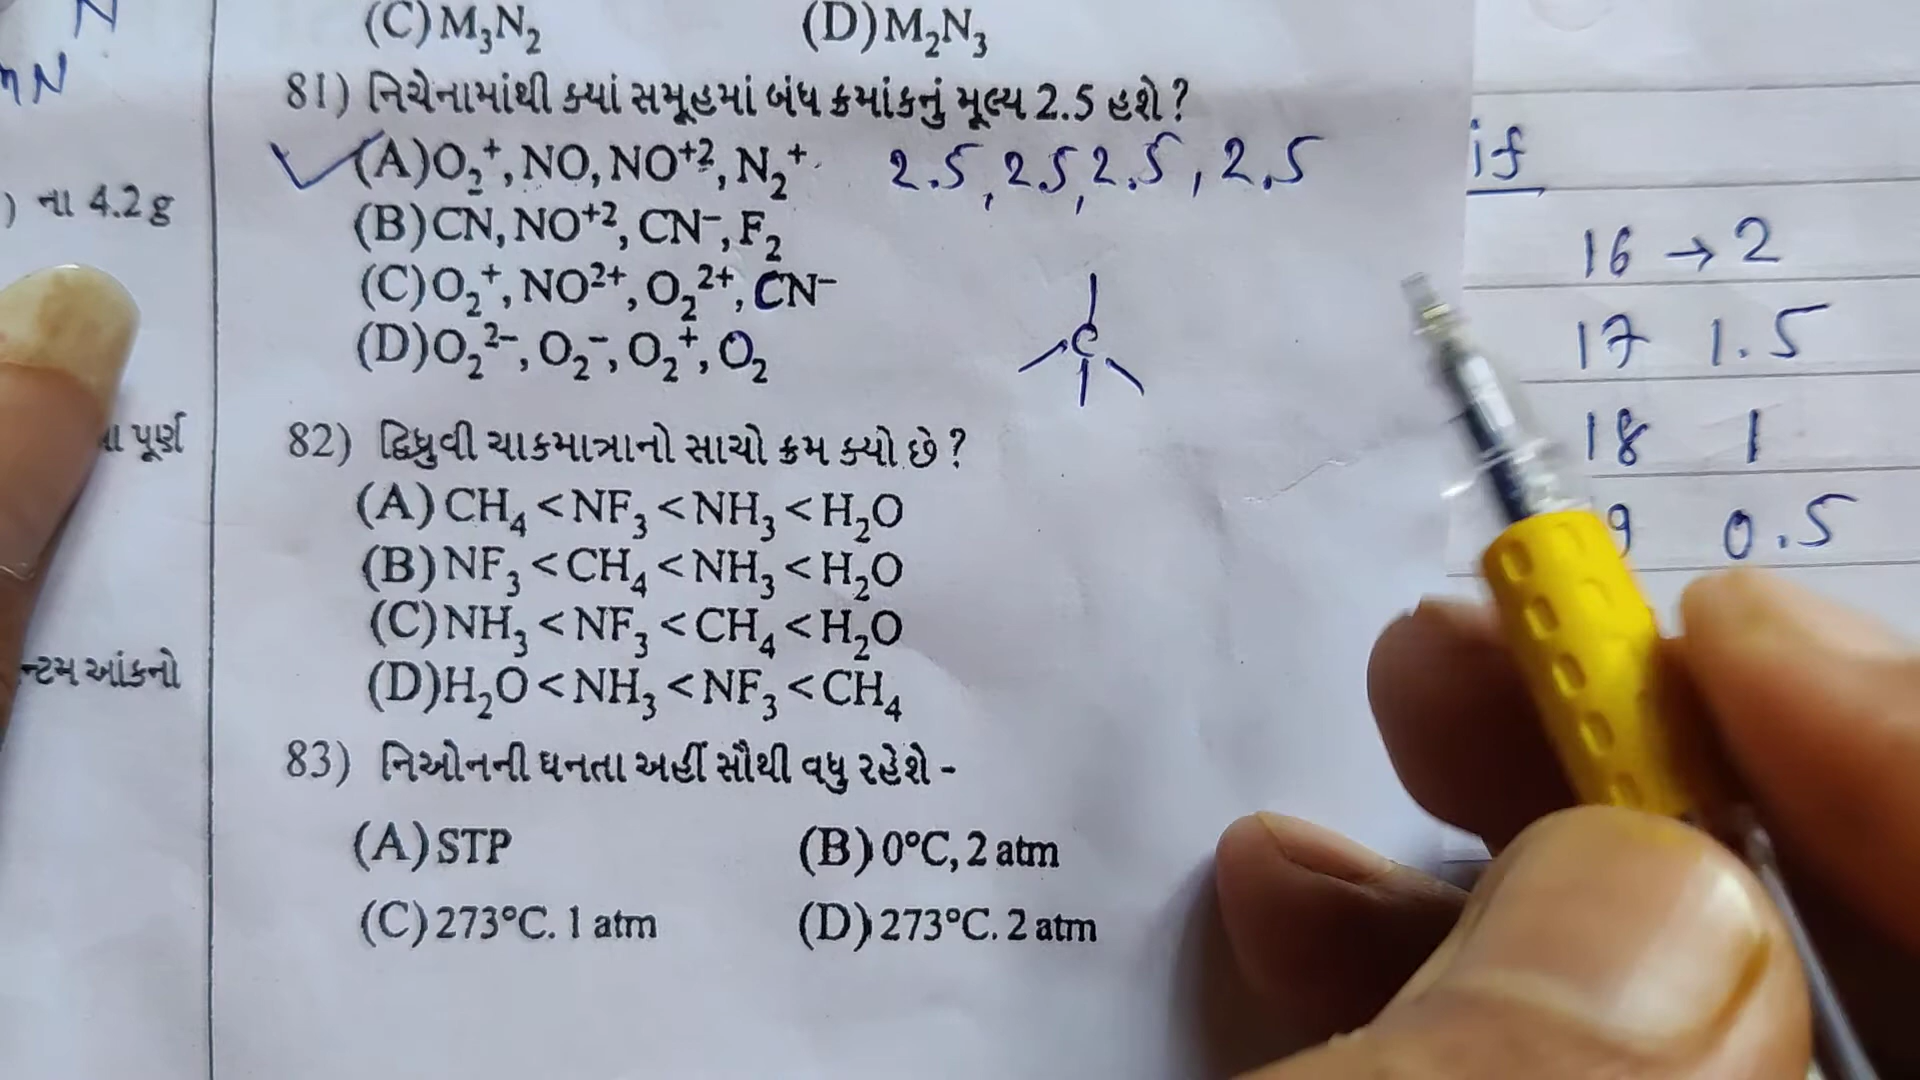 N
nN
) ના 4.2 g
ા પૂર્ણ
ન્ટમ આંકનો
(C) M₃N₂ (D) M₂N₃
81) નિચેનામાંથી ક્યાં સમૂહમાં બંધ ક્રમાંકનું મૂલ્ય 2.5 હશે ?
(A) O₂⁺, NO, NO⁺², N₂⁺ 2.5, 2.5, 2.5, 2.5
(B) CN, NO⁺², CN⁻, F₂
(C) O₂⁺, NO²⁺, O₂²⁺, CN⁻
(D) O₂²⁻, O₂⁻, O₂⁺, O₂
C
82) દ્વિધ્રુવી ચાકમાત્રાનો સાચો ક્રમ ક્યો છે ?
(A) CH₄ < NF₃ < NH₃ < H₂O
(B) NF₃ < CH₄ < NH₃ < H₂O
(C) NH₃ < NF₃ < CH₄ < H₂O
(D) H₂O < NH₃ < NF₃ < CH₄
83) નિઓનની ઘનતા અહીં સૌથી વધુ રહેશે -
(A) STP (B) 0°C, 2 atm
(C) 273°C. 1 atm (D) 273°C. 2 atm
if
16 → 2
17 1.5
18 1
9 0.5